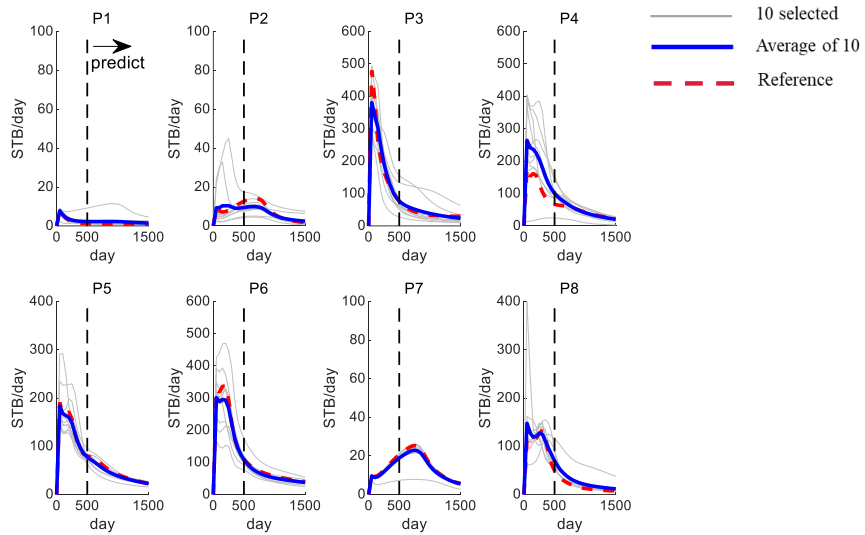 P1
P2
P3
P4
10 selected
Average of 10
Reference
predict
STB/day
100
80
60
40
20
0
0
500
1500
day
STB/day
100
80
60
40
20
0
0
500
1500
day
STB/day
600
500
400
300
200
100
0
0
500
1500
day
STB/day
600
500
400
300
200
100
0
0
500
1500
day
P5
P6
P7
P8
STB/day
400
300
200
100
0
0
500
1500
day
STB/day
600
500
400
300
200
100
0
0
500
1500
day
STB/day
100
80
60
40
20
0
0
500
1500
day
STB/day
400
300
200
100
0
0
500
1500
day